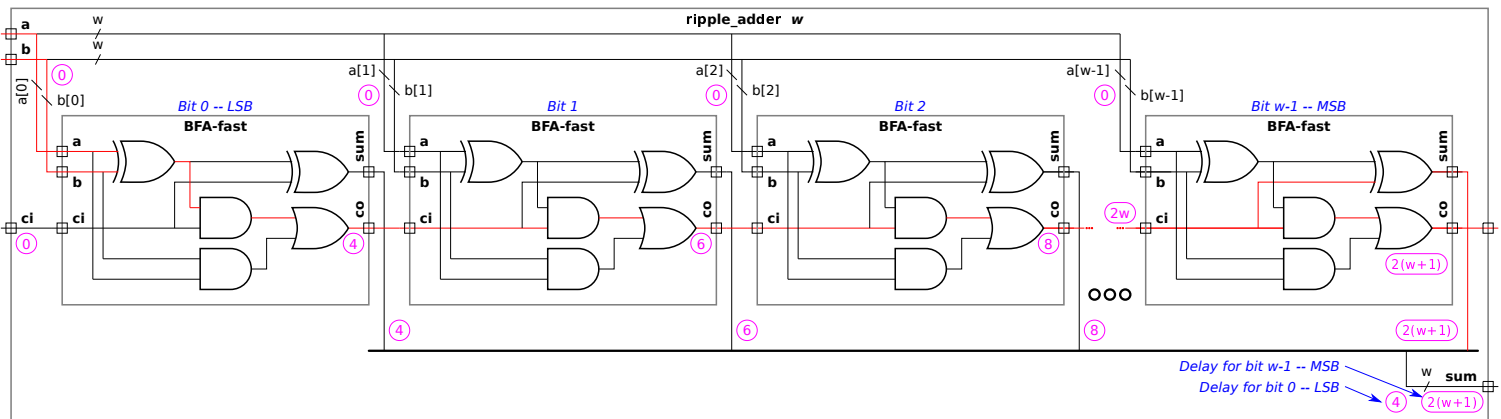 ripple_adder w
a
w
b
w
0
a[0]
b[0]
a[1]
b[1]
0
a[2]
b[2]
0
a[w-1]
b[w-1]
0
Bit 0 -- LSB
Bit 1
Bit 2
Bit w-1 -- MSB
BFA-fast
BFA-fast
BFA-fast
BFA-fast
a
b
ci
sum
co
a
b
ci
sum
co
a
b
ci
sum
co
a
b
ci
sum
co
ci
0
4
6
8
2w
2(w+1)
4
6
8
2(w+1)
Delay for bit w-1 -- MSB
Delay for bit 0 -- LSB
w
sum
4
2(w+1)